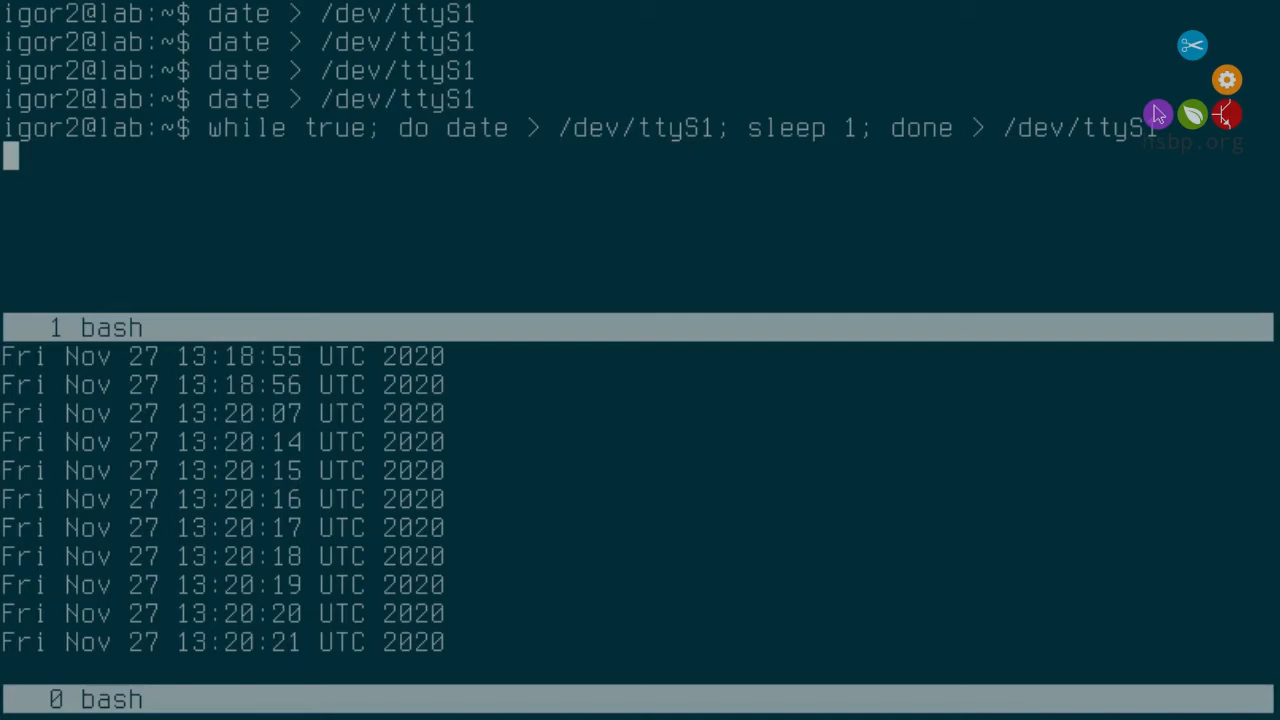 igor2@lab:~$ date > /dev/ttyS1
igor2@lab:~$ date > /dev/ttyS1
igor2@lab:~$ date > /dev/ttyS1
igor2@lab:~$ date > /dev/ttyS1
igor2@lab:~$ while true; do date > /dev/ttyS1; sleep 1; done > /dev/ttyS1
hsbp.org
1 bash
Fri Nov 27 13:18:55 UTC 2020
Fri Nov 27 13:18:56 UTC 2020
Fri Nov 27 13:20:07 UTC 2020
Fri Nov 27 13:20:14 UTC 2020
Fri Nov 27 13:20:15 UTC 2020
Fri Nov 27 13:20:16 UTC 2020
Fri Nov 27 13:20:17 UTC 2020
Fri Nov 27 13:20:18 UTC 2020
Fri Nov 27 13:20:19 UTC 2020
Fri Nov 27 13:20:20 UTC 2020
Fri Nov 27 13:20:21 UTC 2020
0 bash